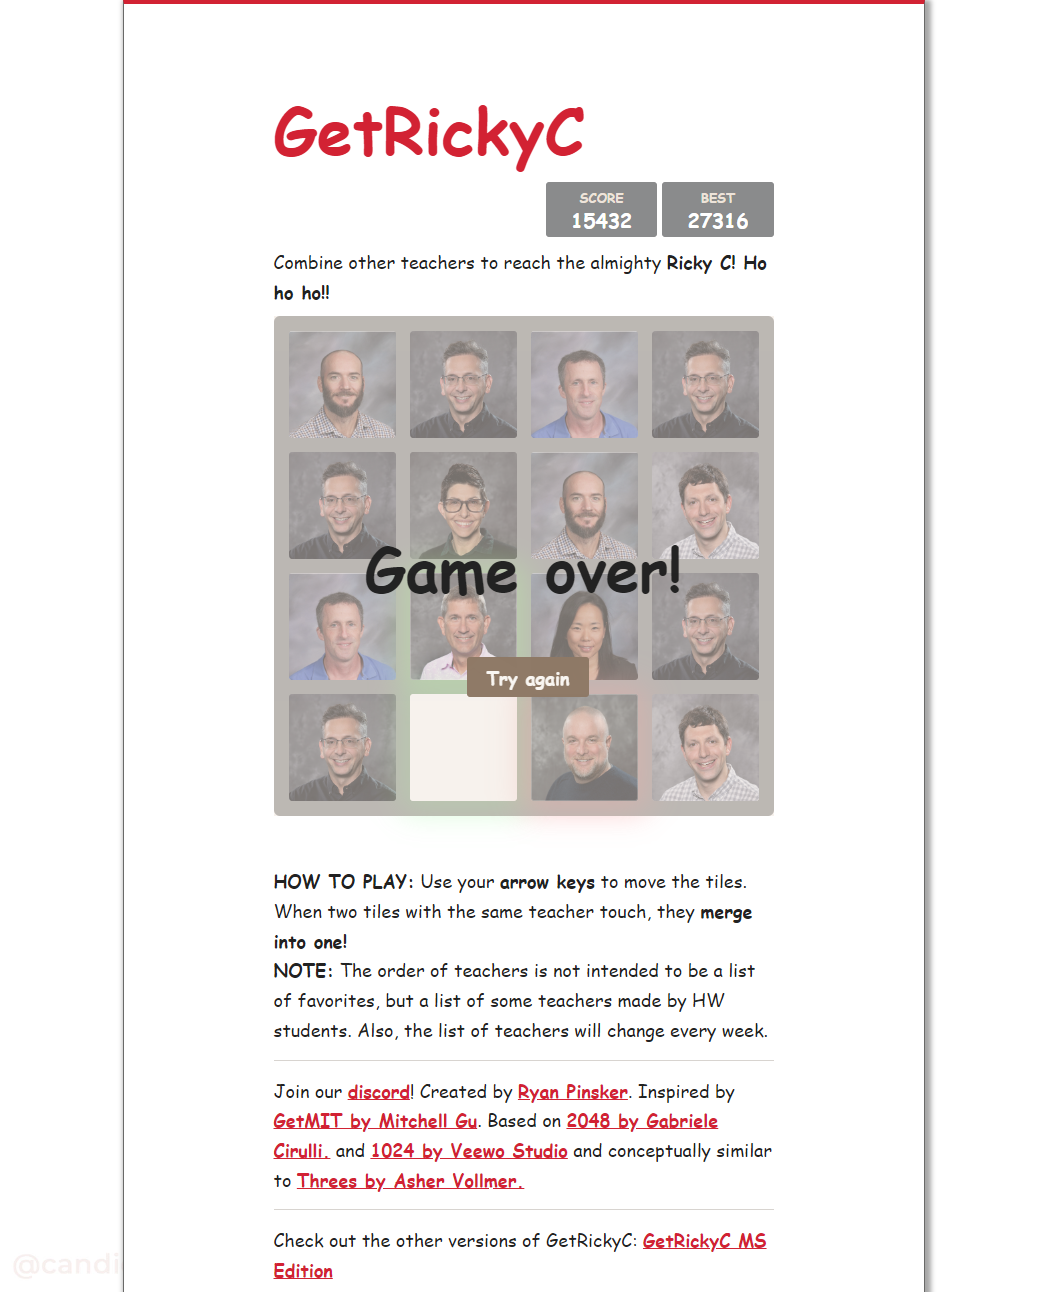 GetRickyC
SCORE
15432
BEST
27316
Combine other teachers to reach the almighty Ricky C! Ho
ho ho!!
Game over!
Try again
HOW TO PLAY: Use your arrow keys to move the tiles.
When two tiles with the same teacher touch, they merge
into one!
NOTE: The order of teachers is not intended to be a list
of favorites, but a list of some teachers made by HW
students. Also, the list of teachers will change every week.
Join our discord! Created by Ryan Pinsker. Inspired by
GetMIT by Mitchell Gu. Based on 2048 by Gabriele
Cirulli. and 1024 by Veewo Studio and conceptually similar
to Threes by Asher Vollmer.
Check out the other versions of GetRickyC: GetRickyC MS
Edition